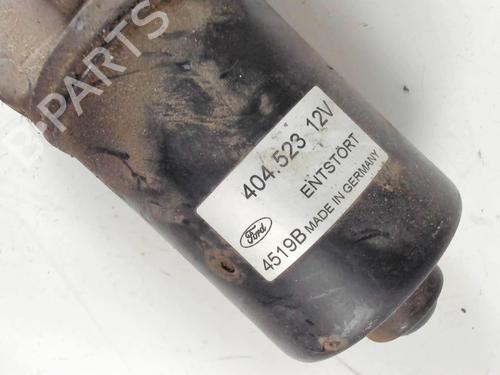 B-PARTS
404.523 12V
ENTSTÖRT
Ford
4519B MADE IN GERMANY